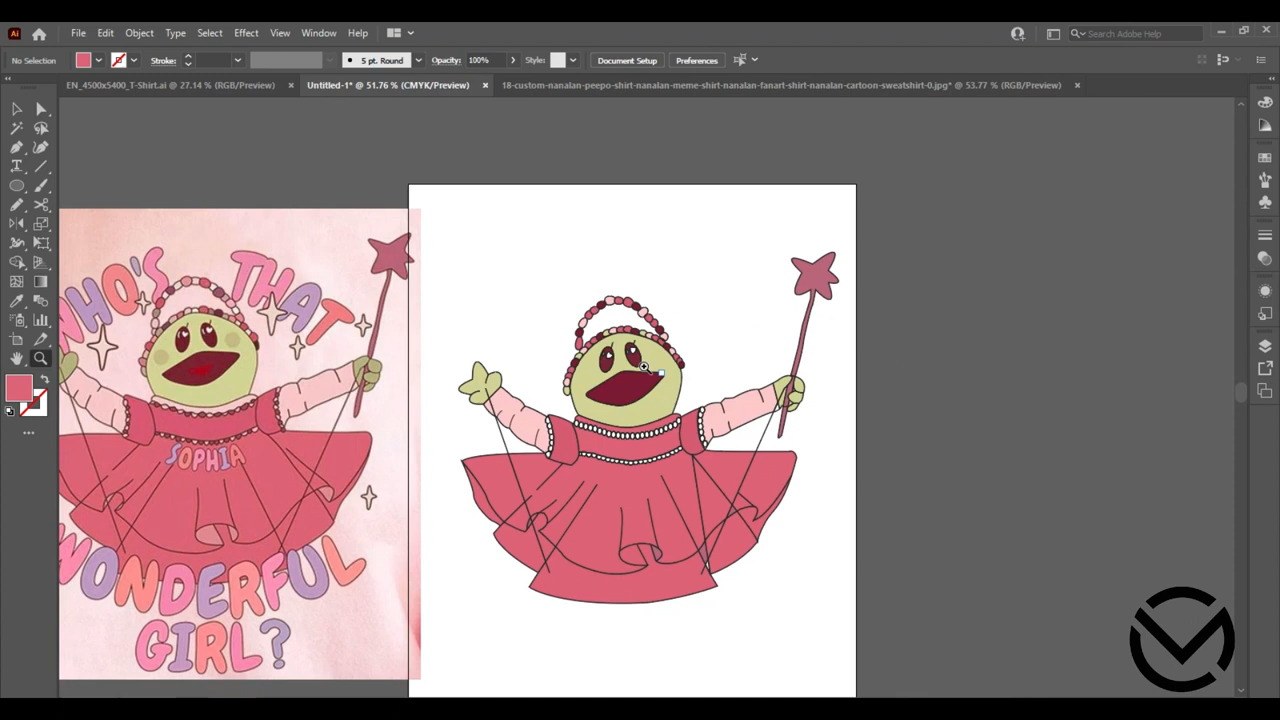 Ai File Edit Object Type Select Effect View Window Help Search Adobe Help
No Selection Stroke: 5 pt. Round Opacity: 100% Style: Document Setup Preferences
EN_4500x5400_T-Shirt.ai @ 27.14 % (RGB/Preview) × Untitled-1* @ 51.76 % (CMYK/Preview) × 18-custom-nanalan-peepo-shirt-nanalan-meme-shirt-nanalan-fanart-shirt-nanalan-cartoon-sweatshirt-0.jpg* @ 53.77 % (RGB/Preview) ×
WHO'S THAT
SOPHIA
WONDERFUL
GIRL?